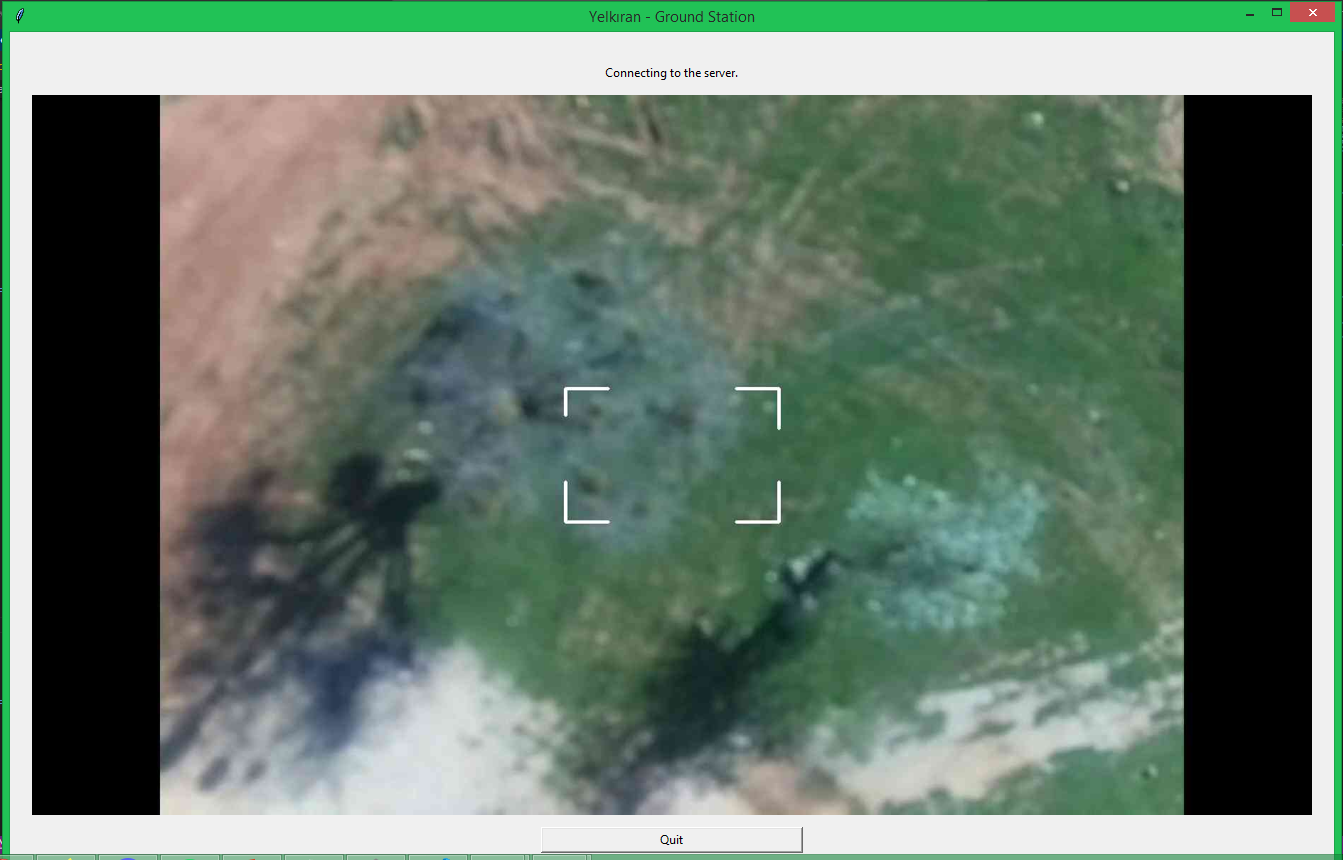 Yelkıran - Ground Station
Connecting to the server.
Quit